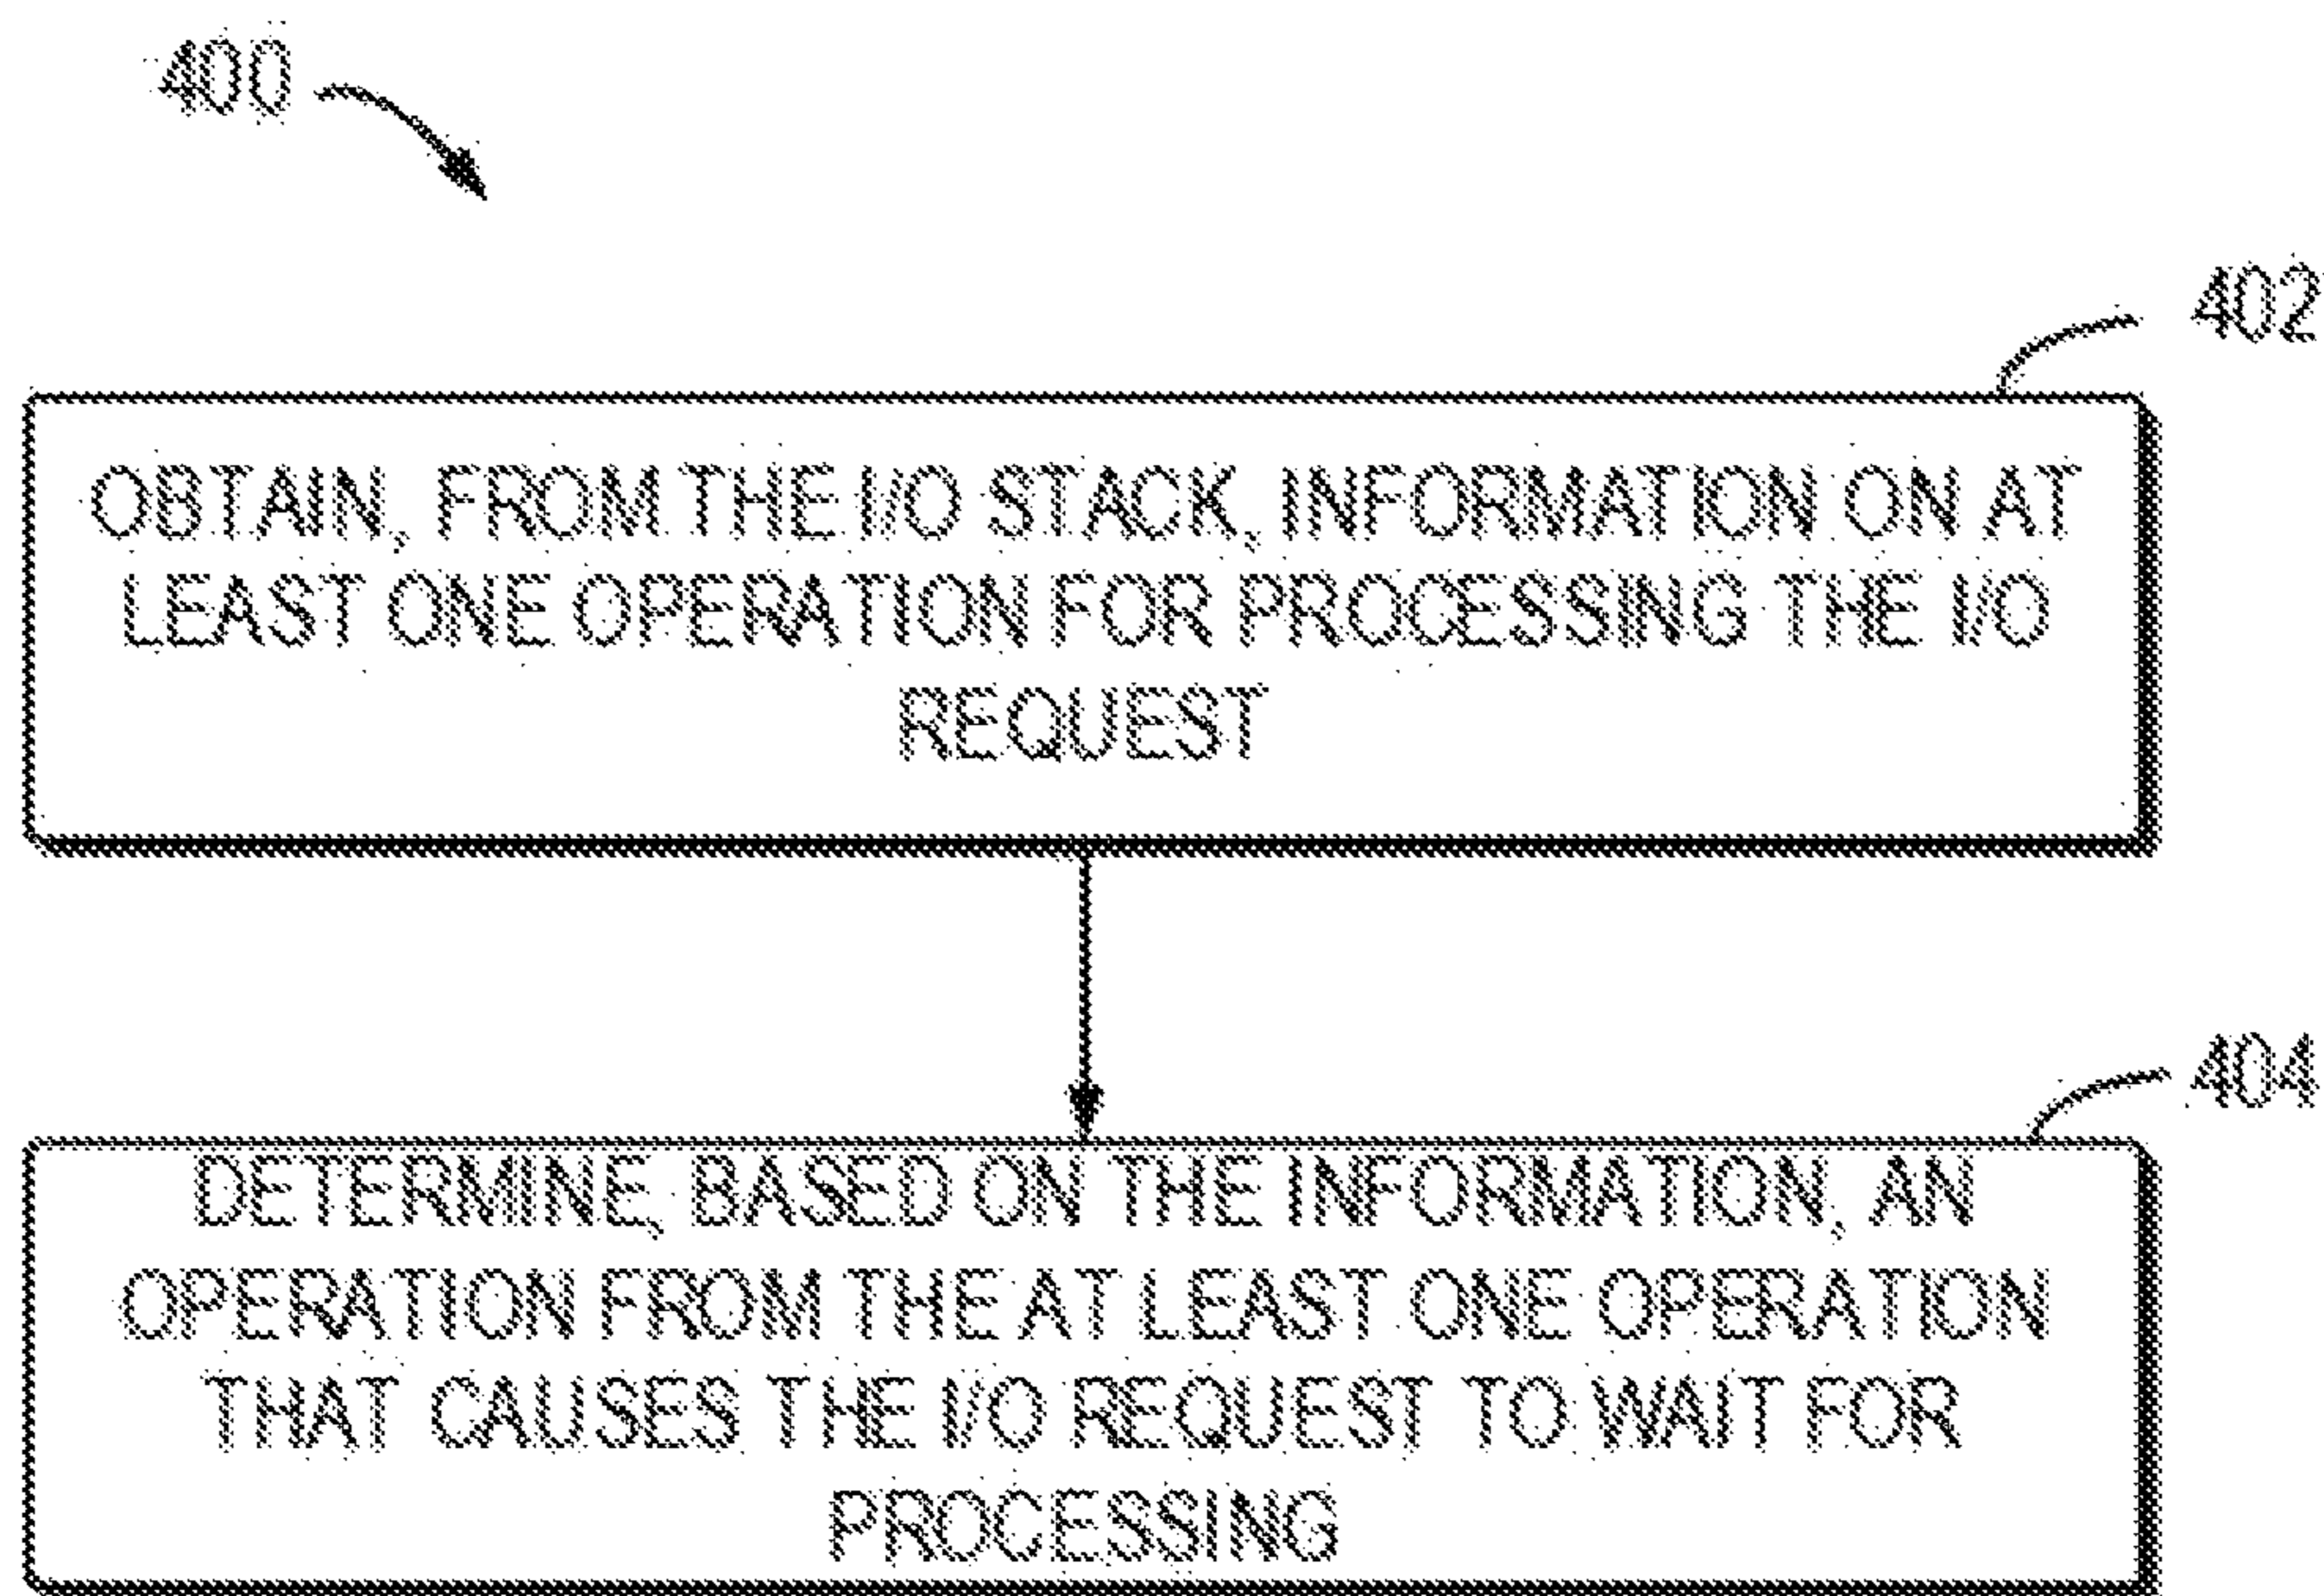 400
402
OBTAIN, FROM THE I/O STACK, INFORMATION ON AT
LEAST ONE OPERATION FOR PROCESSING THE I/O
REQUEST
404
DETERMINE, BASED ON THE INFORMATION, AN
OPERATION FROM THE AT LEAST ONE OPERATION
THAT CAUSES THE I/O REQUEST TO WAIT FOR
PROCESSING